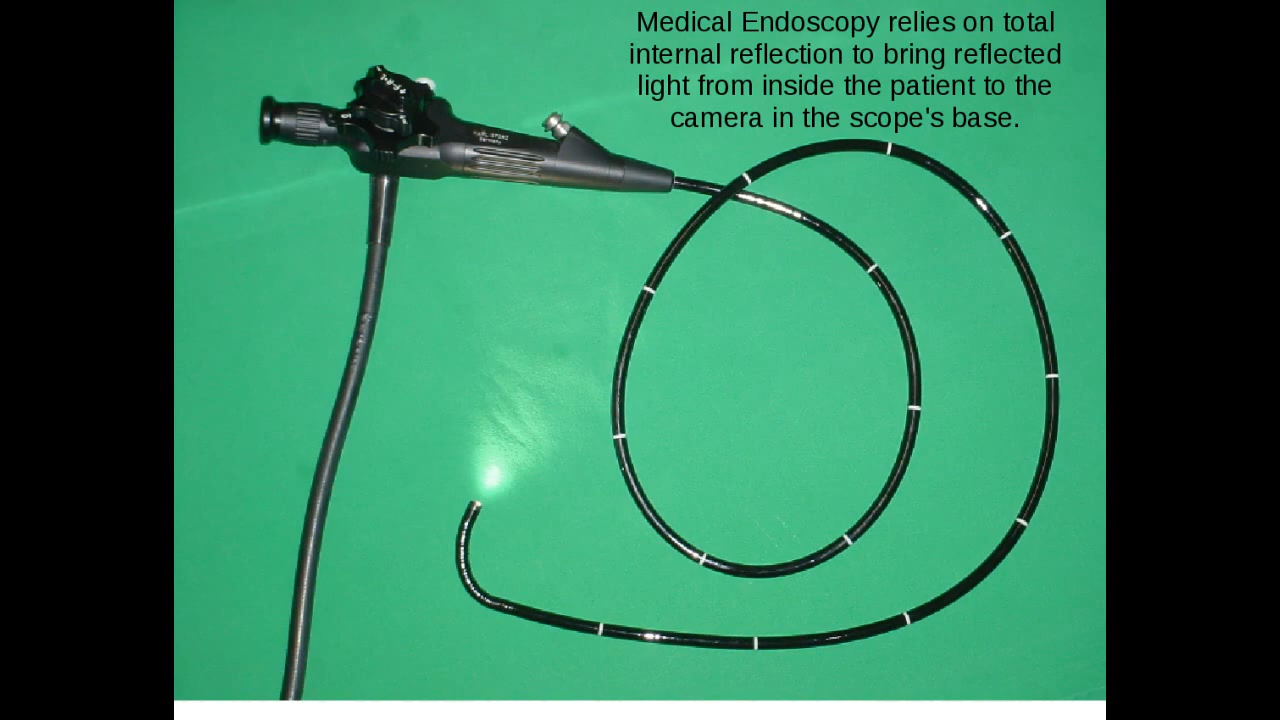 Medical Endoscopy relies on total
internal reflection to bring reflected
light from inside the patient to the
camera in the scope's base.
Germany